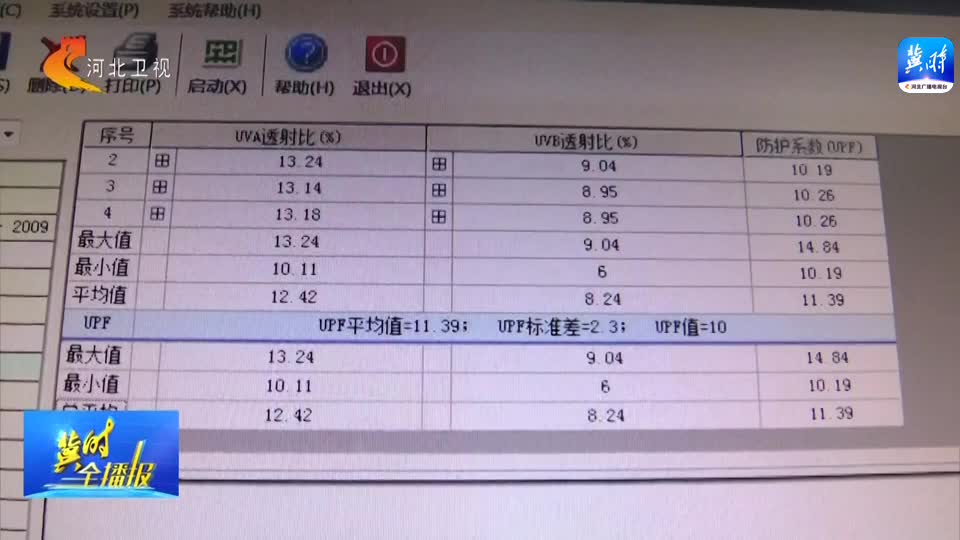 (C) 系统设置(P) 系统帮助(H)
河北卫视
打印(P) 启动(X) 帮助(H) 退出(X)
冀时
河北广播电视台
序号 UVA透射比(%) UVB透射比(%) 防护系数(UPF)
2 13.24 9.04 10.19
3 13.14 8.95 10.26
4 13.18 8.95 10.26
2009
最大值 13.24 9.04 14.84
最小值 10.11 6 10.19
平均值 12.42 8.24 11.39
UPF UPF平均值=11.39; UPF标准差=2.3; UPF值=10
最大值 13.24 9.04 14.84
最小值 10.11 6 10.19
总平均 12.42 8.24 11.39
冀时
全播报